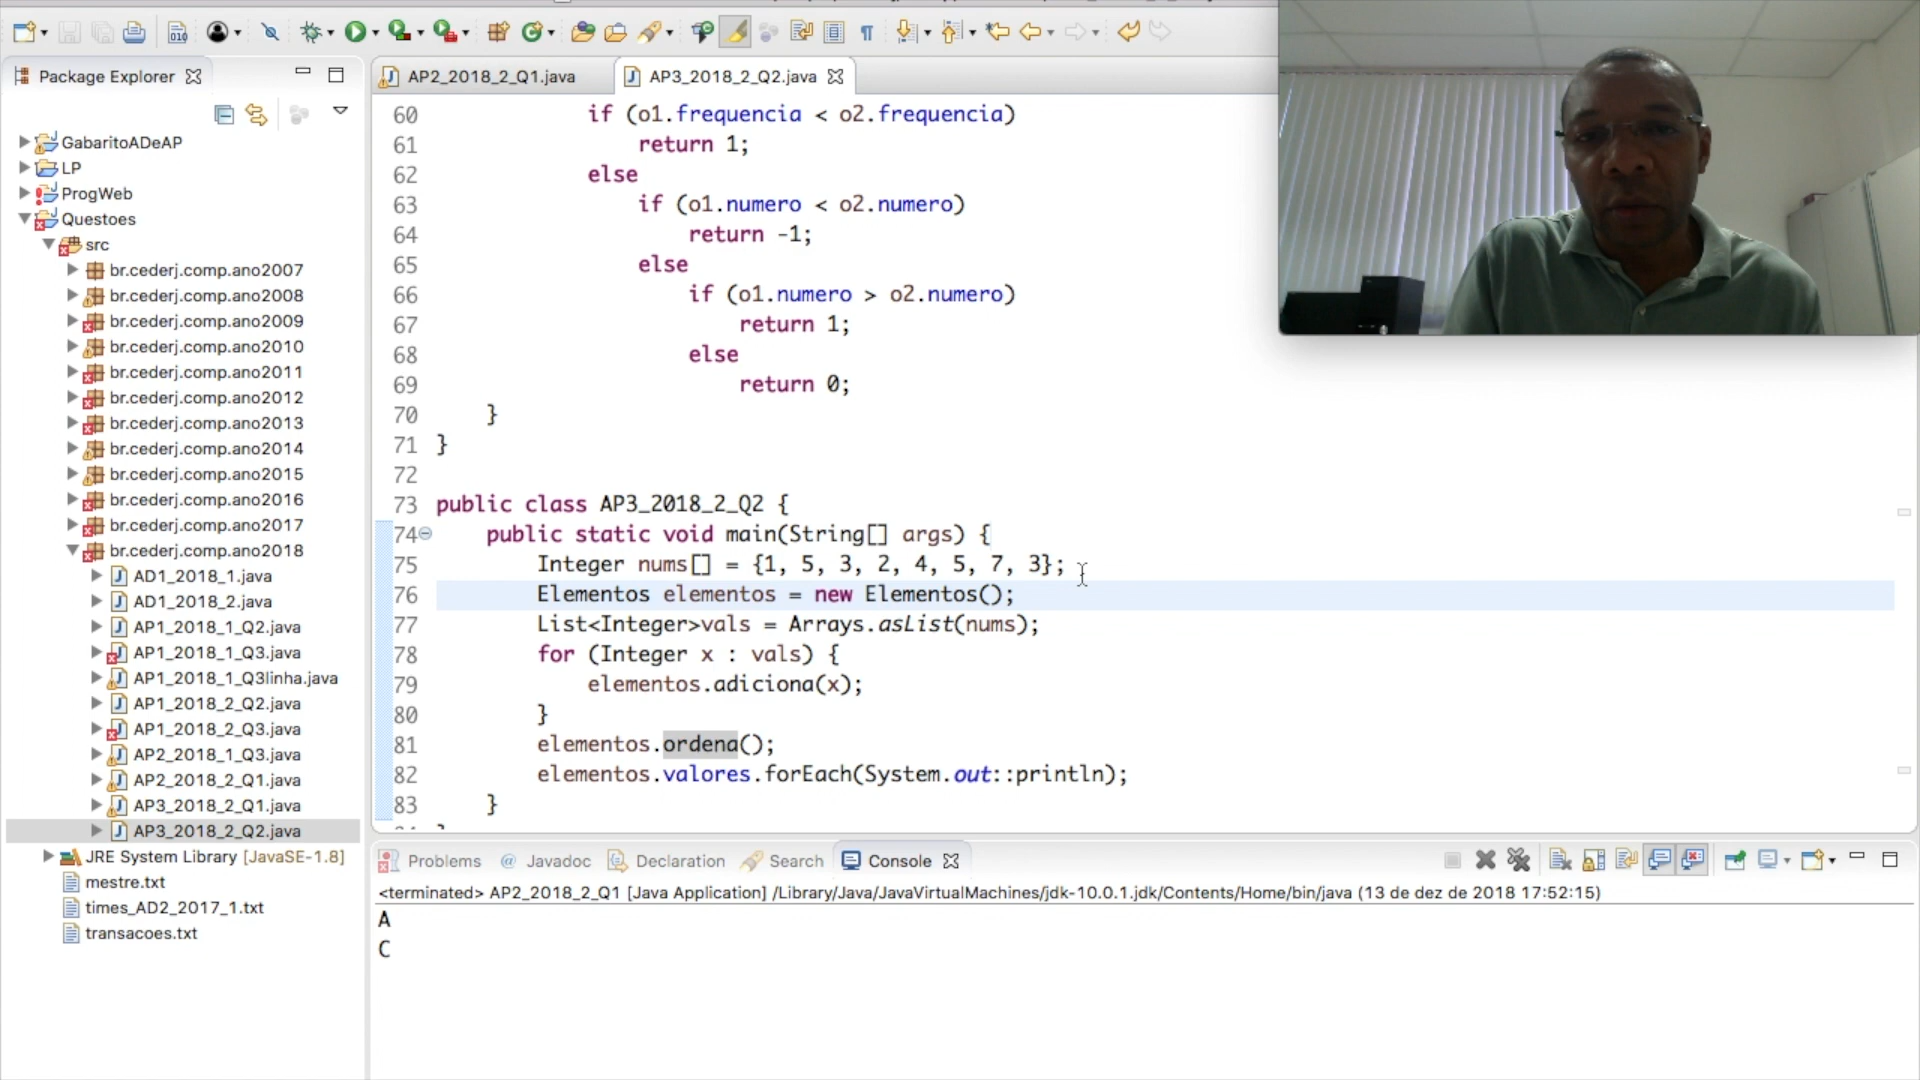 Package Explorer
AP2_2018_2_Q1.java
AP3_2018_2_Q2.java
GabaritoADeAP
LP
ProgWeb
Questoes
src
br.cederj.comp.ano2007
br.cederj.comp.ano2008
br.cederj.comp.ano2009
br.cederj.comp.ano2010
br.cederj.comp.ano2011
br.cederj.comp.ano2012
br.cederj.comp.ano2013
br.cederj.comp.ano2014
br.cederj.comp.ano2015
br.cederj.comp.ano2016
br.cederj.comp.ano2017
br.cederj.comp.ano2018
AD1_2018_1.java
AD1_2018_2.java
AP1_2018_1_Q2.java
AP1_2018_1_Q3.java
AP1_2018_1_Q3linha.java
AP1_2018_2_Q2.java
AP1_2018_2_Q3.java
AP2_2018_1_Q3.java
AP2_2018_2_Q1.java
AP3_2018_2_Q1.java
AP3_2018_2_Q2.java
JRE System Library [JavaSE-1.8]
mestre.txt
times_AD2_2017_1.txt
transacoes.txt
60 if (o1.frequencia < o2.frequencia)
61 return 1;
62 else
63 if (o1.numero < o2.numero)
64 return -1;
65 else
66 if (o1.numero > o2.numero)
67 return 1;
68 else
69 return 0;
70 }
71 }
72
73 public class AP3_2018_2_Q2 {
74 public static void main(String[] args) {
75 Integer nums[] = {1, 5, 3, 2, 4, 5, 7, 3};
76 Elementos elementos = new Elementos();
77 List<Integer>vals = Arrays.asList(nums);
78 for (Integer x : vals) {
79 elementos.adiciona(x);
80 }
81 elementos.ordena();
82 elementos.valores.forEach(System.out::println);
83 }
Problems @ Javadoc Declaration Search Console
<terminated> AP2_2018_2_Q1 [Java Application] /Library/Java/JavaVirtualMachines/jdk-10.0.1.jdk/Contents/Home/bin/java (13 de dez de 2018 17:52:15)
A
C